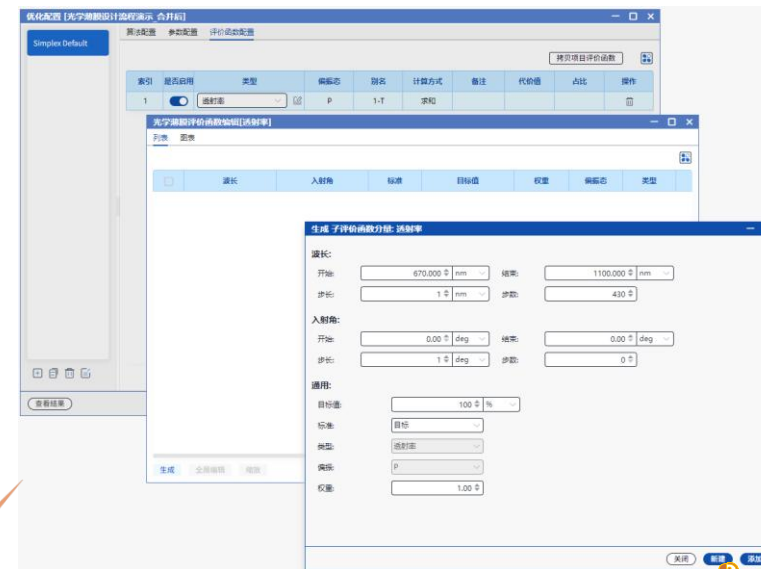 优化配置 [光学薄膜设计流程演示_合并后]
Simplex Default
算法配置 参数配置 评价函数配置
拷贝项目评价函数
索引 是否启用 类型 偏振态 别名 计算方式 备注 代价值 占比 操作
1 透射率 P 1-T 求和
光学薄膜评价函数编辑[透射率]
列表 图表
波长 入射角 标准 目标值 权重 偏振态 类型
生成 子评价函数分量: 透射率
波长:
开始: 670.000 nm 结束: 1100.000 nm
步长: 1 nm 步数: 430
入射角:
开始: 0.00 deg 结束: 0.00 deg
步长: 1 deg 步数: 0
通用:
目标值: 100 %
标准: 目标
类型: 透射率
偏振: P
权重: 1.00
查看结果
生成 全局编辑 缩放
关闭 新建 添加